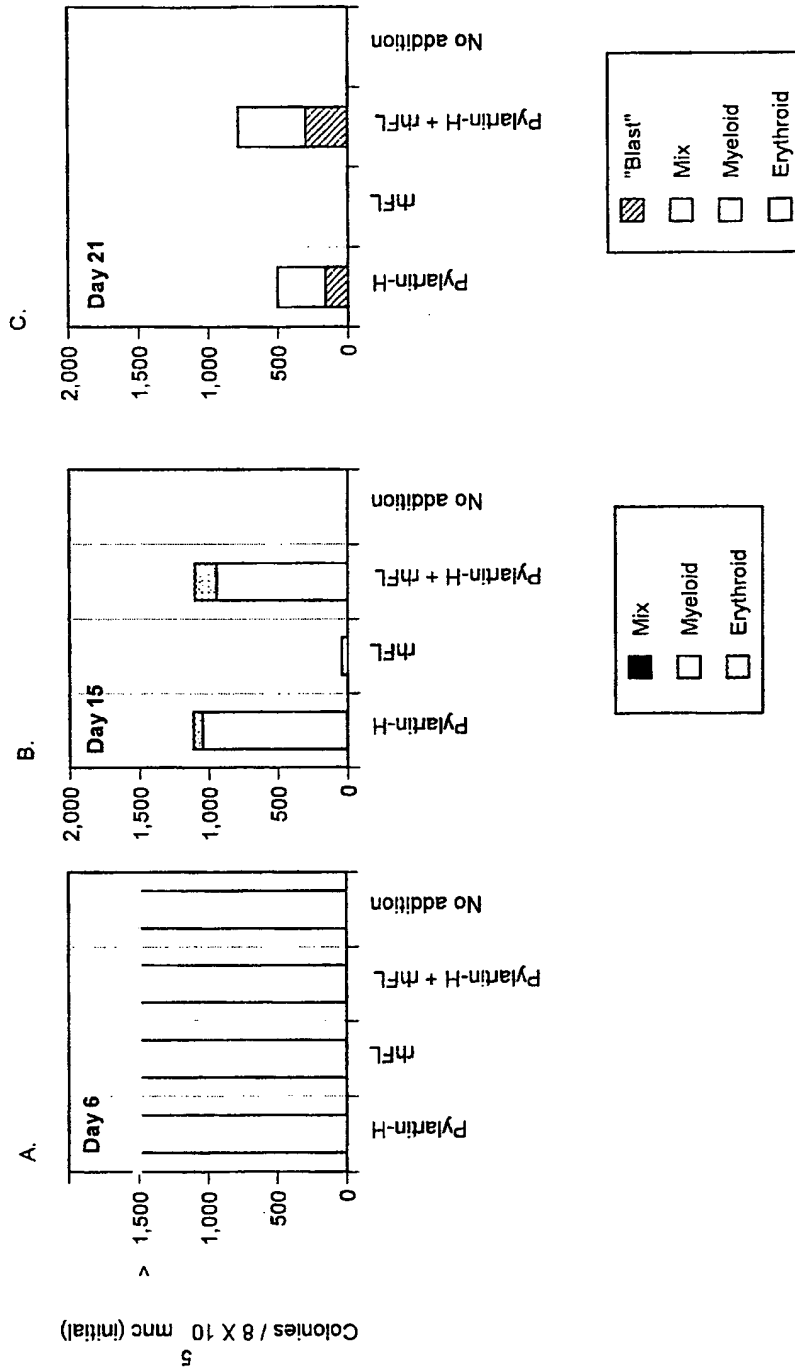 Colonies / 8 X 10 mnc (initial)
5
A.
Day 6
>
1,500
1,000
500
0
Pylartin-H
rhFL
Pylartin-H + rhFL
No addition
B.
Day 15
2,000
1,500
1,000
500
0
Pylartin-H
rhFL
Pylartin-H + rhFL
No addition
Mix
Myeloid
Erythroid
C.
Day 21
2,000
1,500
1,000
500
0
Pylartin-H
rhFL
Pylartin-H + rhFL
No addition
"Blast"
Mix
Myeloid
Erythroid